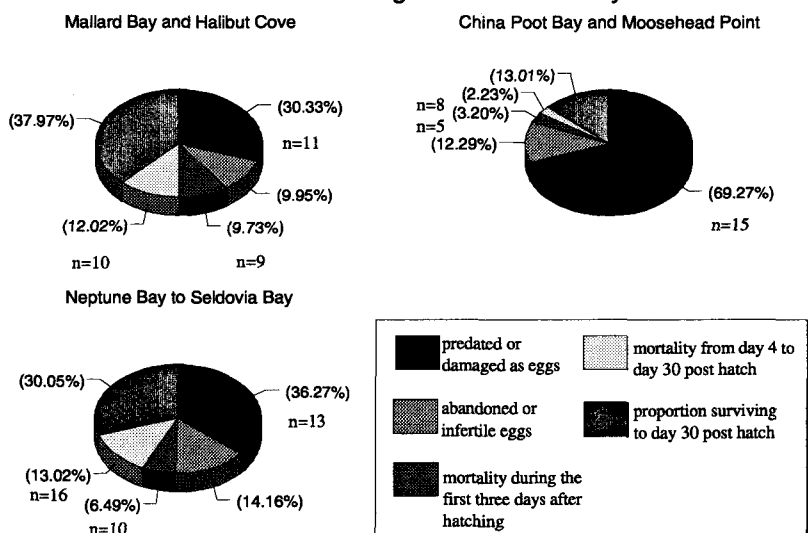 Mallard Bay and Halibut Cove
(37.97%)
(30.33%)
n=11
(9.95%)
(9.73%)
n=9
(12.02%)
n=10
China Poot Bay and Moosehead Point
(13.01%)
(2.23%)
n=8
(3.20%)
n=5
(12.29%)
(69.27%)
n=15
Neptune Bay to Seldovia Bay
(30.05%)
(36.27%)
n=13
(14.16%)
(6.49%)
n=10
(13.02%)
n=16
predated or
damaged as eggs
abandoned or
infertile eggs
mortality during the
first three days after
hatching
mortality from day 4 to
day 30 post hatch
proportion surviving
to day 30 post hatch